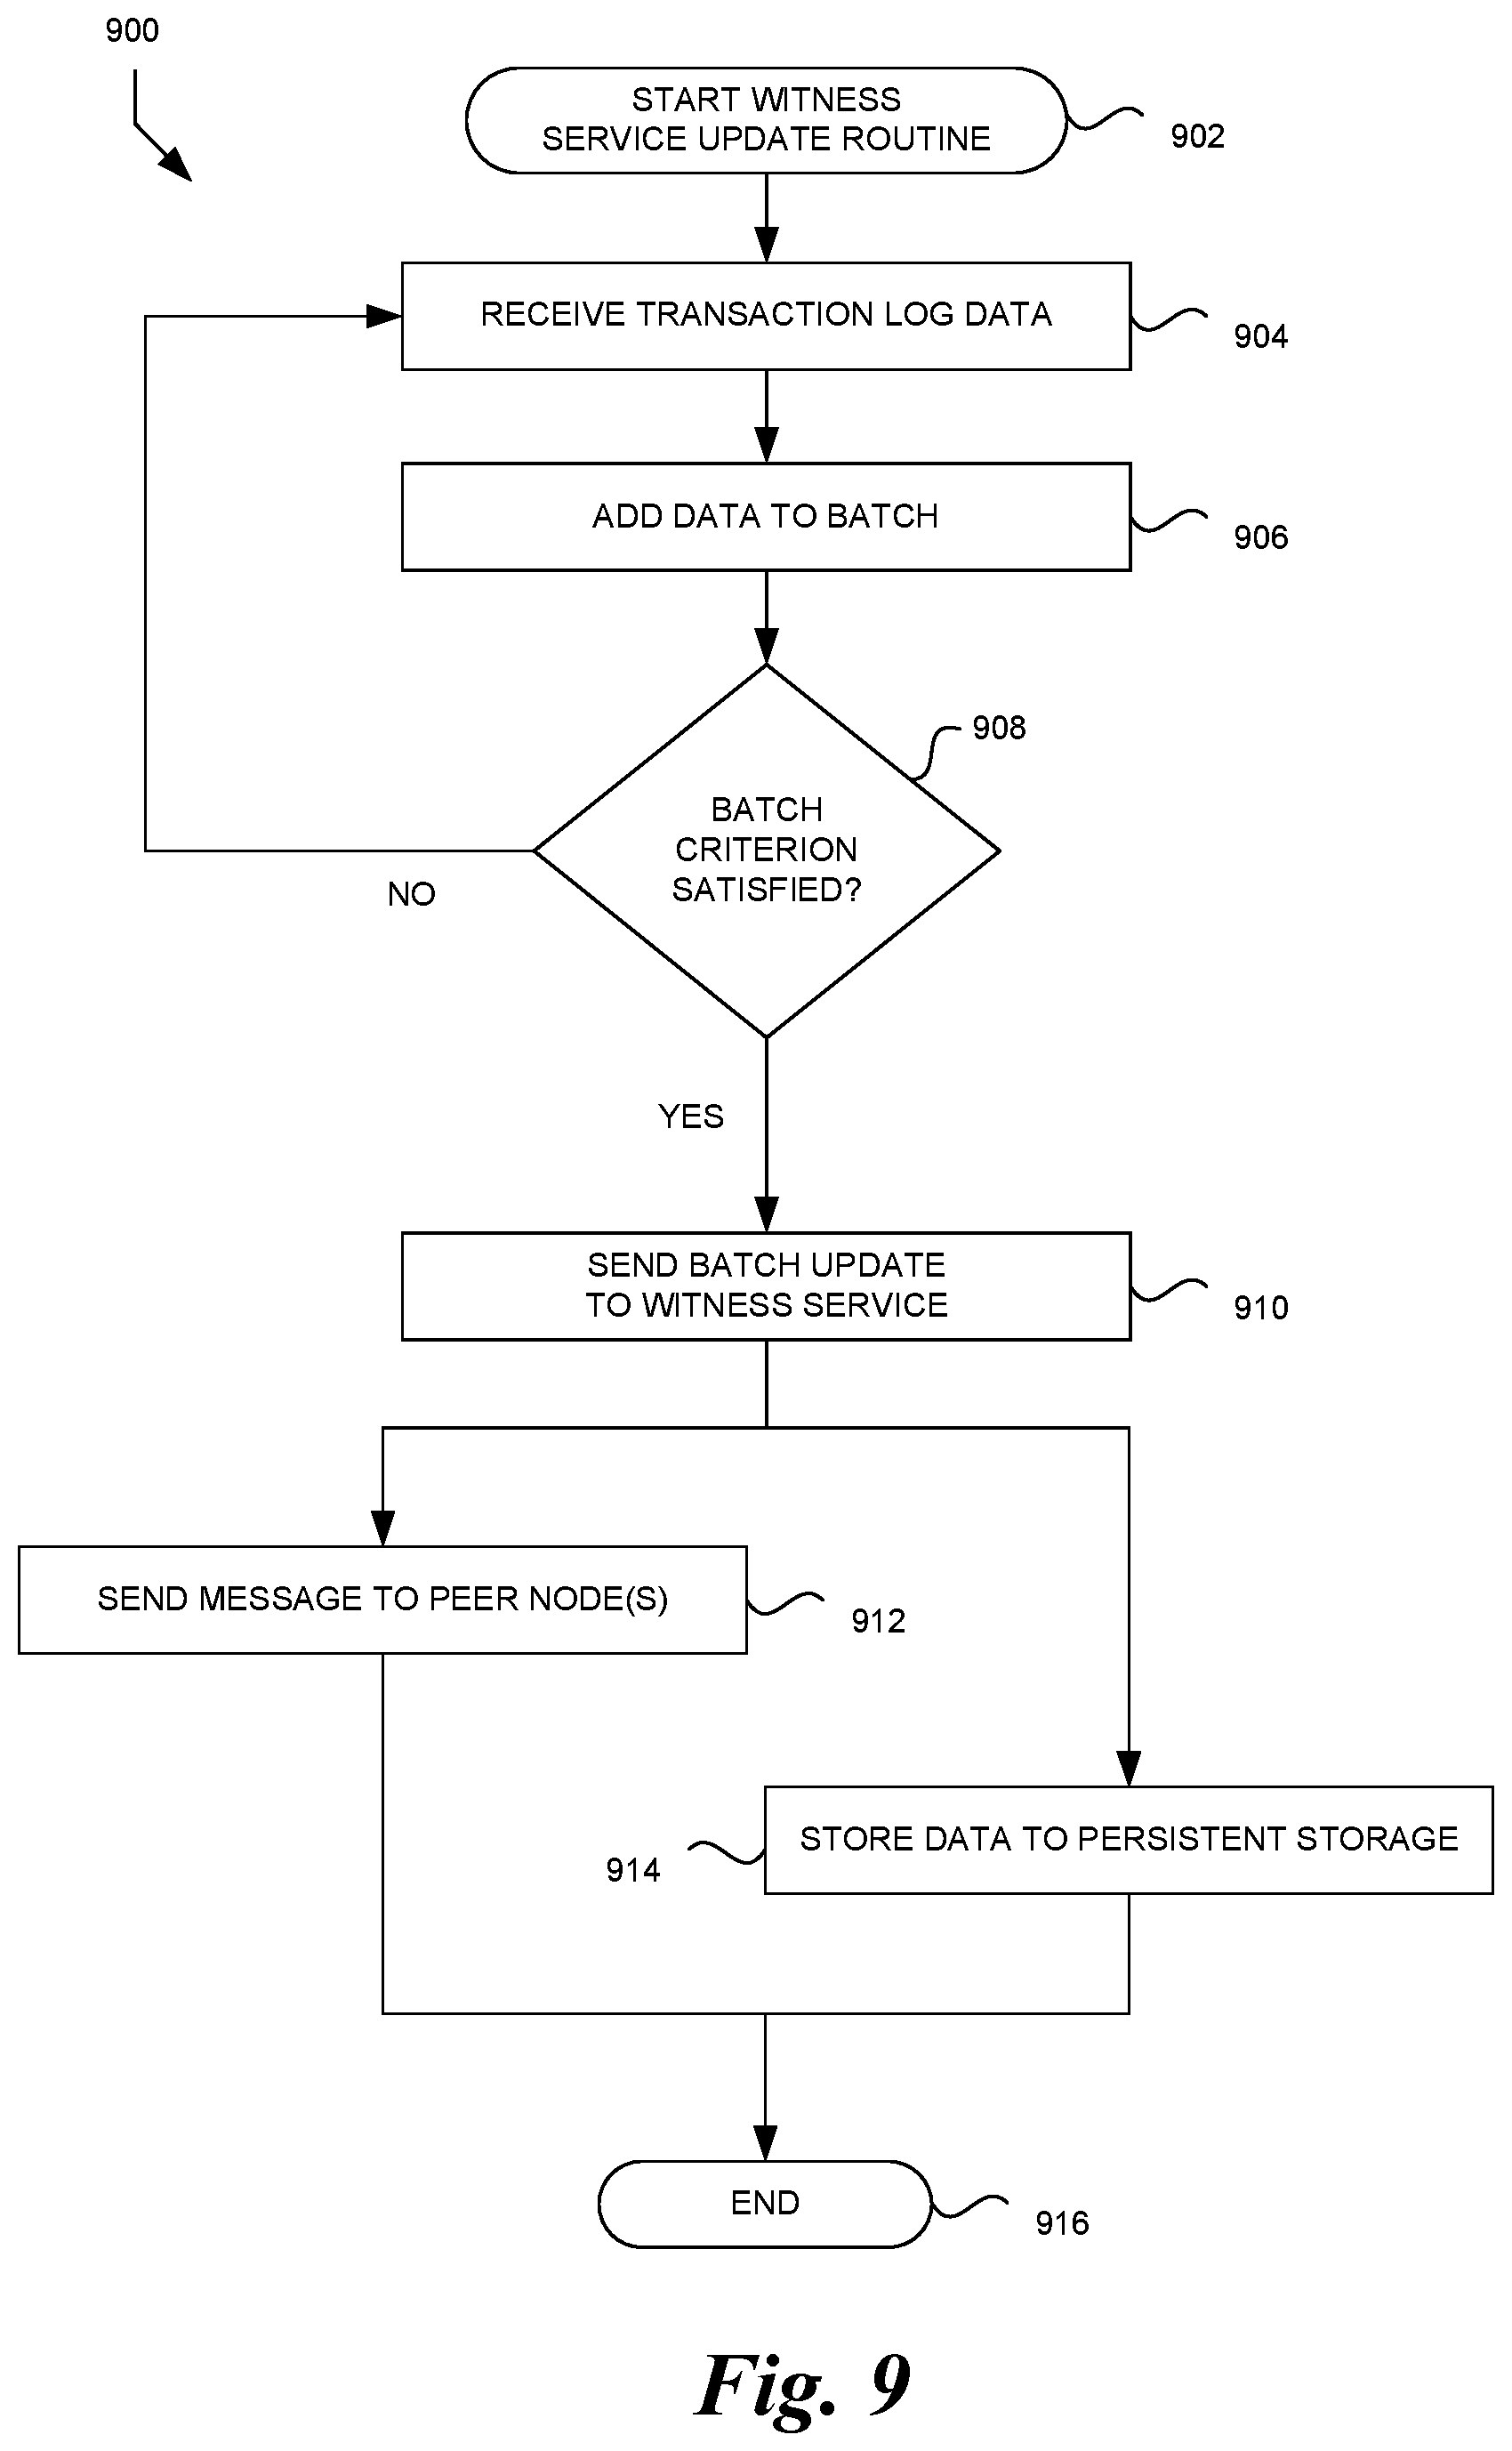 900
START WITNESS
SERVICE UPDATE ROUTINE
902
RECEIVE TRANSACTION LOG DATA
904
ADD DATA TO BATCH
906
908
BATCH
CRITERION
SATISFIED?
NO
YES
SEND BATCH UPDATE
TO WITNESS SERVICE
910
SEND MESSAGE TO PEER NODE(S)
912
STORE DATA TO PERSISTENT STORAGE
914
END
916
Fig. 9